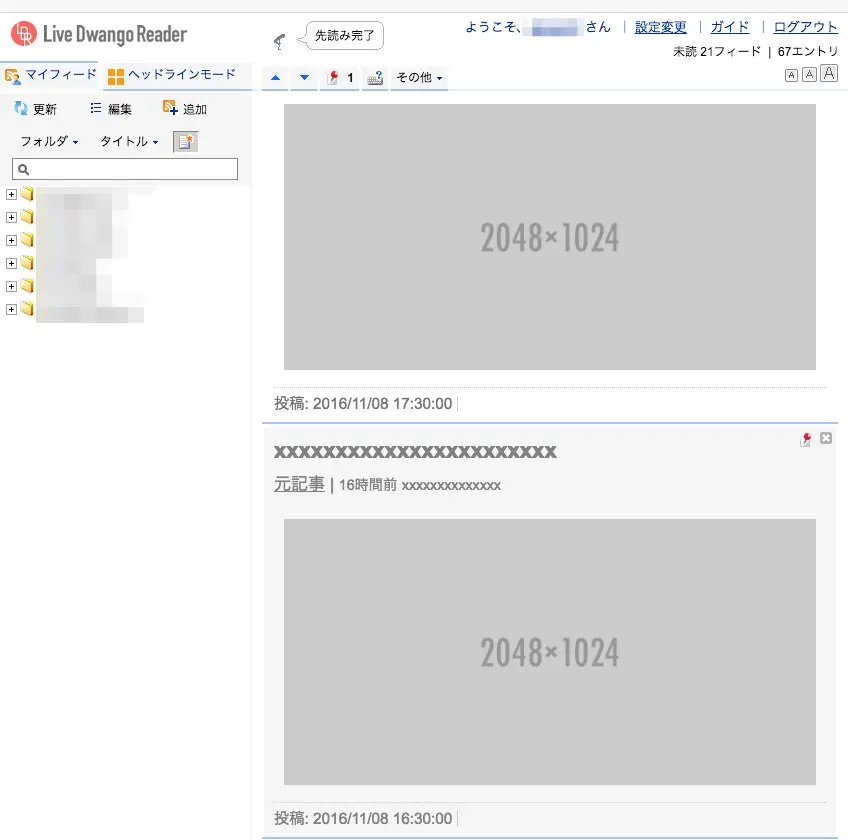 Live Dwango Reader
先読み完了
ようこそ、
さん | 設定変更 | ガイド | ログアウト
未読 21フィード | 67エントリ
マイフィード
ヘッドラインモード
1
その他
A A A
更新
編集
追加
フォルダ
タイトル
2048×1024
投稿: 2016/11/08 17:30:00
xxxxxxxxxxxxxxxxxxxxxxx
元記事 | 16時間前 xxxxxxxxxxxxxx
2048×1024
投稿: 2016/11/08 16:30:00